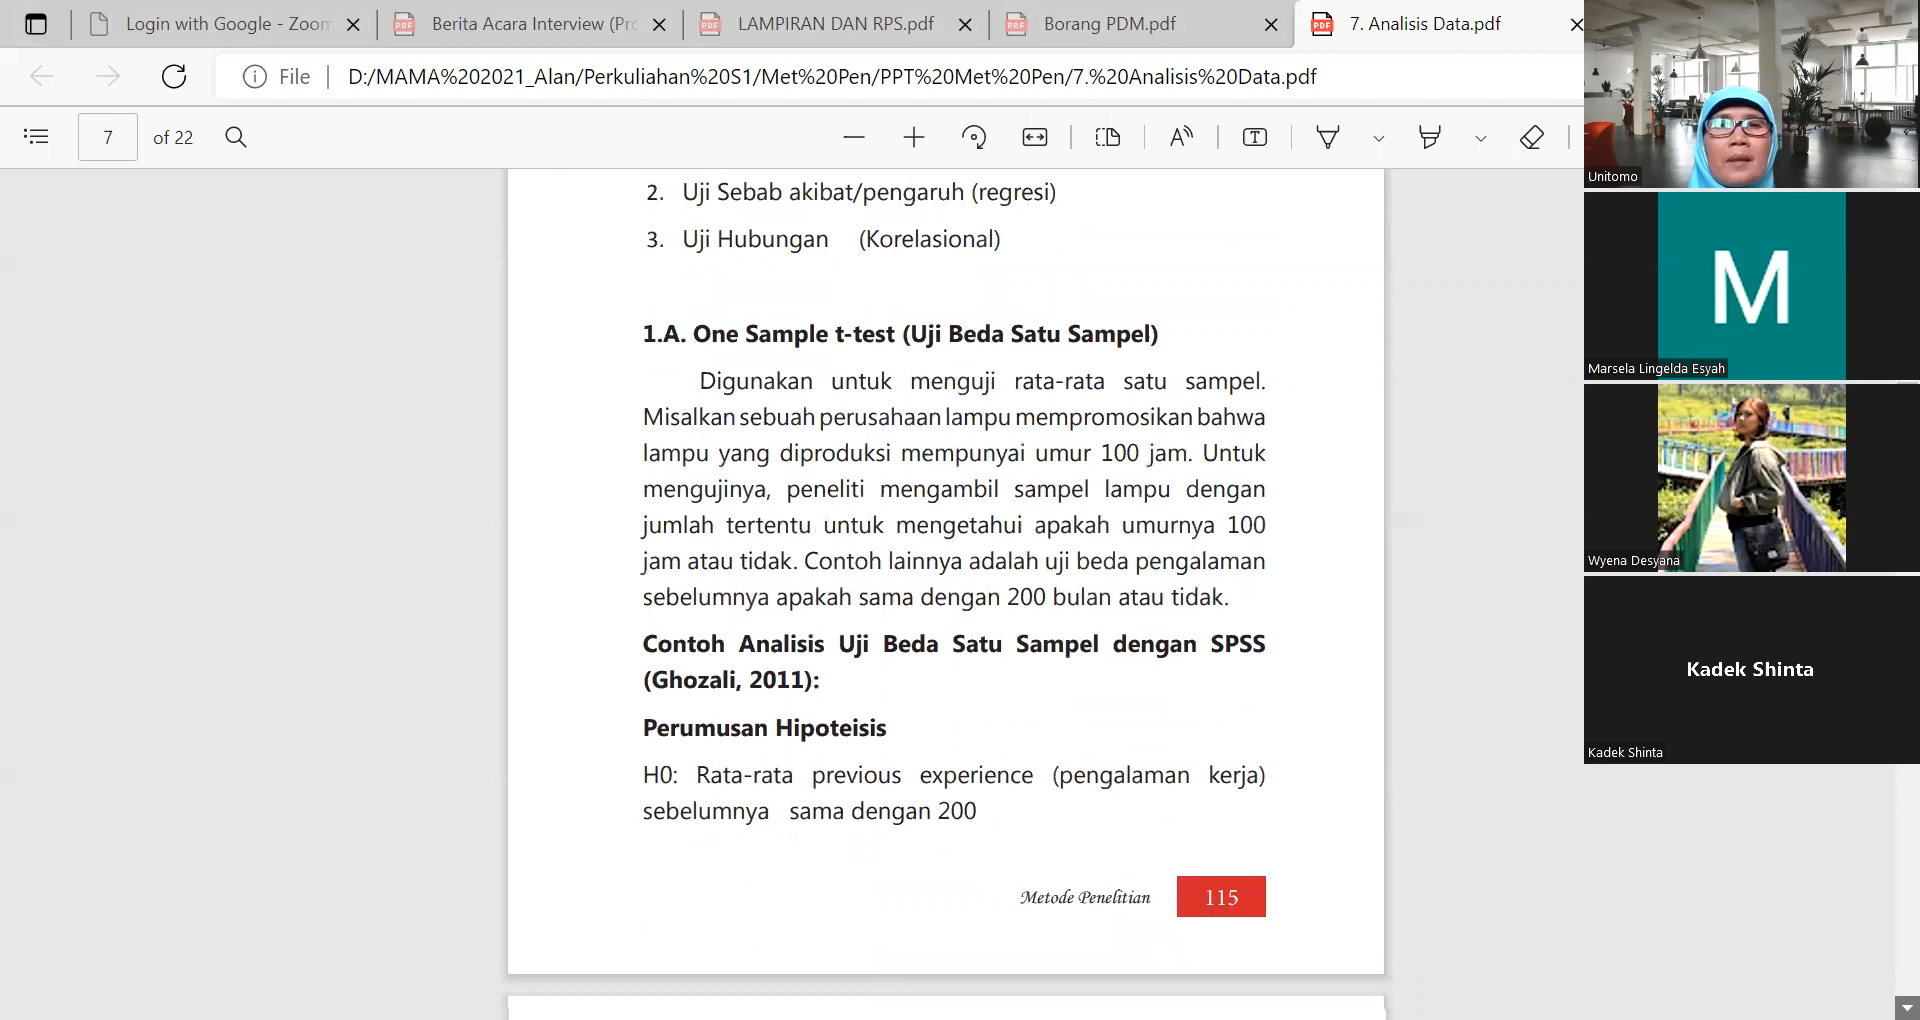 Login with Google - Zoom
Berita Acara Interview (Pro
LAMPIRAN DAN RPS.pdf
Borang PDM.pdf
7. Analisis Data.pdf
File
D:/MAMA%202021_Alan/Perkuliahan%20S1/Met%20Pen/PPT%20Met%20Pen/7.%20Analisis%20Data.pdf
7 of 22
2. Uji Sebab akibat/pengaruh (regresi)
3. Uji Hubungan (Korelasional)
1.A. One Sample t-test (Uji Beda Satu Sampel)
Digunakan untuk menguji rata-rata satu sampel.
Misalkan sebuah perusahaan lampu mempromosikan bahwa
lampu yang diproduksi mempunyai umur 100 jam. Untuk
mengujinya, peneliti mengambil sampel lampu dengan
jumlah tertentu untuk mengetahui apakah umurnya 100
jam atau tidak. Contoh lainnya adalah uji beda pengalaman
sebelumnya apakah sama dengan 200 bulan atau tidak.
Contoh Analisis Uji Beda Satu Sampel dengan SPSS
(Ghozali, 2011):
Perumusan Hipoteisis
H0: Rata-rata previous experience (pengalaman kerja)
sebelumnya sama dengan 200
Metode Penelitian 115
Unitomo
M
Marsela Lingelda Esyah
Wyena Desyana
Kadek Shinta
Kadek Shinta